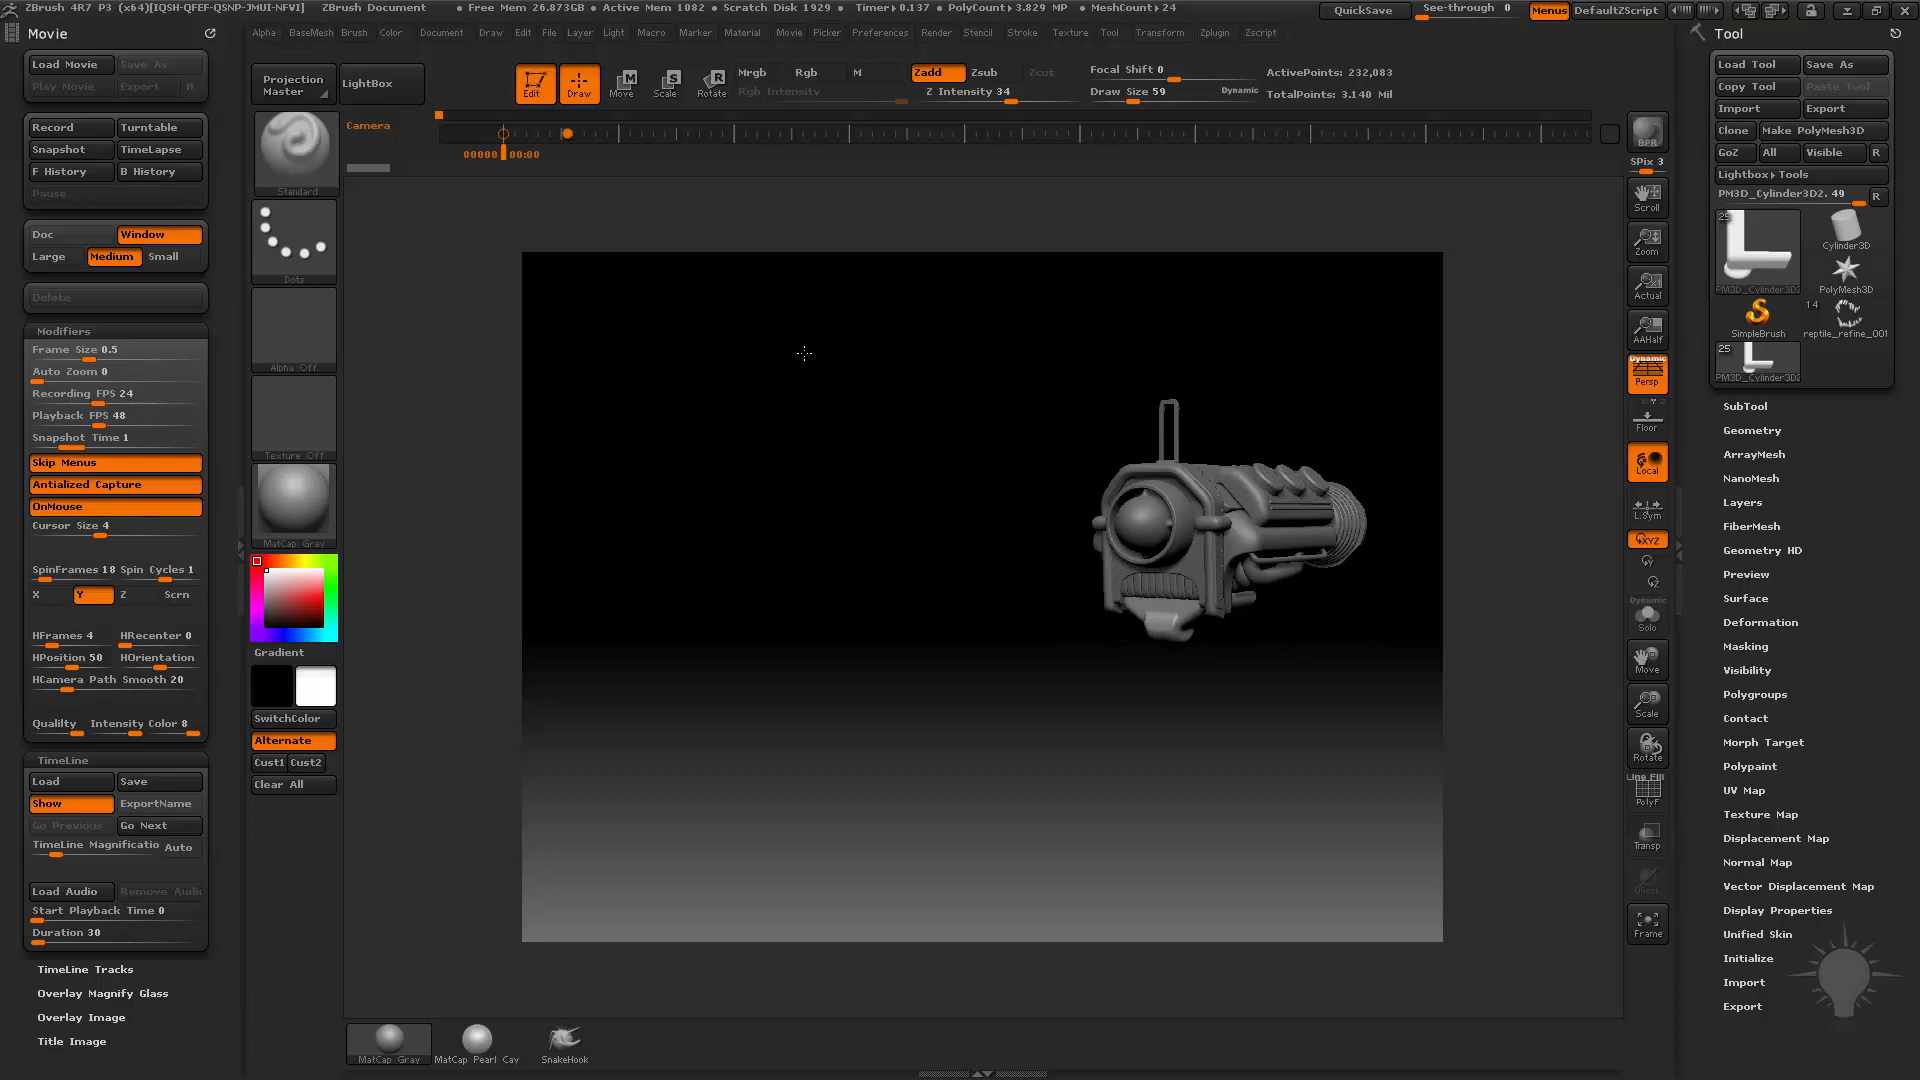 ZBrush 4R7 P3 (x64)[IQSH-QFEF-QSNP-JMUI-NFVI] ZBrush Document • Free Mem 26.873GB • Active Mem 1082 • Scratch Disk 1929 • Timer▸0.137 • PolyCount▸3.829 MP • MeshCount▸24 QuickSave See-through 0 Menus DefaultZScript
Movie
Alpha BaseMesh Brush Color Document Draw Edit File Layer Light Macro Marker Material Movie Picker Preferences Render Stencil Stroke Texture Tool Transform Zplugin Zscript
Tool
Load Movie Save As
Play Movie Export H
Record Turntable
Snapshot TimeLapse
F History B History
Pause
Doc Window
Large Medium Small
Delete
Modifiers
Frame Size 0.5
Auto Zoom 0
Recording FPS 24
Playback FPS 48
Snapshot Time 1
Skip Menus
Antialized Capture
OnMouse
Cursor Size 4
SpinFrames 18 Spin Cycles 1
X Y Z Scrn
HFrames 4 HRecenter 0
HPosition 50 HOrientation
HCamera Path Smooth 20
Qualilty Intensity Color 8
TimeLine
Load Save
Show ExportName
Go Previous Go Next
TimeLine Magnificatio Auto
Load Audio Remove Audio
Start Playback Time 0
Duration 30
TimeLine Tracks
Overlay Magnify Glass
Overlay Image
Title Image
Projection Master
LightBox
Edit Draw Move Scale Rotate
Mrgb Rgb M
Rgb Intensity
Zadd Zsub Zcut
Z Intensity 34
Focal Shift 0
Draw Size 59 Dynamic
ActivePoints: 232,083
TotalPoints: 3.140 Mil
Camera
00000 00:00
Standard
Dots
Alpha Off
Texture Off
MatCap Gray
Gradient
SwitchColor
Alternate
Cust1 Cust2
Clear All
MatCap Gray MatCap Pearl Cav SnakeHook
BPR
SPix 3
Scroll
Zoom
Actual
AAHalf
Dynamic
Persp
Floor
Local
L.Sym
XYZ
Dynamic
Solo
Move
Scale
Rotate
Line Fill
PolyF
Transp
Ghost
Frame
Load Tool Save As
Copy Tool Paste Tool
Import Export
Clone Make PolyMesh3D
GoZ All Visible R
Lightbox▸ Tools
PM3D_Cylinder3D2. 49 R
25
PM3D_Cylinder3D2
Cylinder3D
PolyMesh3D
SimpleBrush
14
reptile_refine_001
25
PM3D_Cylinder3D2
SubTool
Geometry
ArrayMesh
NanoMesh
Layers
FiberMesh
Geometry HD
Preview
Surface
Deformation
Masking
Visibility
Polygroups
Contact
Morph Target
Polypaint
UV Map
Texture Map
Displacement Map
Normal Map
Vector Displacement Map
Display Properties
Unified Skin
Initialize
Import
Export